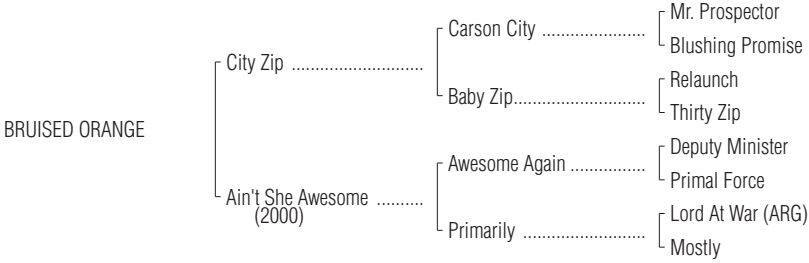 Mr. Prospector
Carson City ......................
Blushing Promise
City Zip ............................
Relaunch
Baby Zip............................
Thirty Zip
BRUISED ORANGE
Deputy Minister
Awesome Again ................
Primal Force
Ain't She Awesome ..........
(2000)
Lord At War (ARG)
Primarily ..........................
Mostly